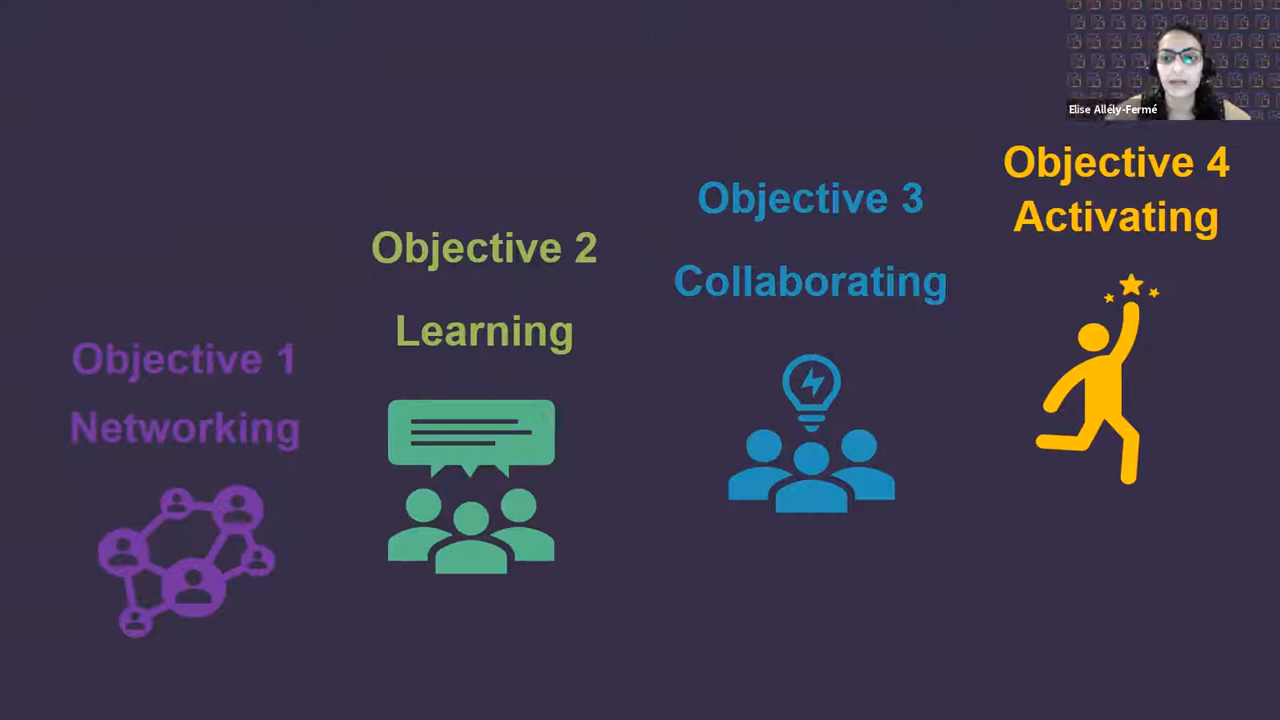 Elise Allély-Fermé
Objective 1
Networking
Objective 2
Learning
Objective 3
Collaborating
Objective 4
Activating